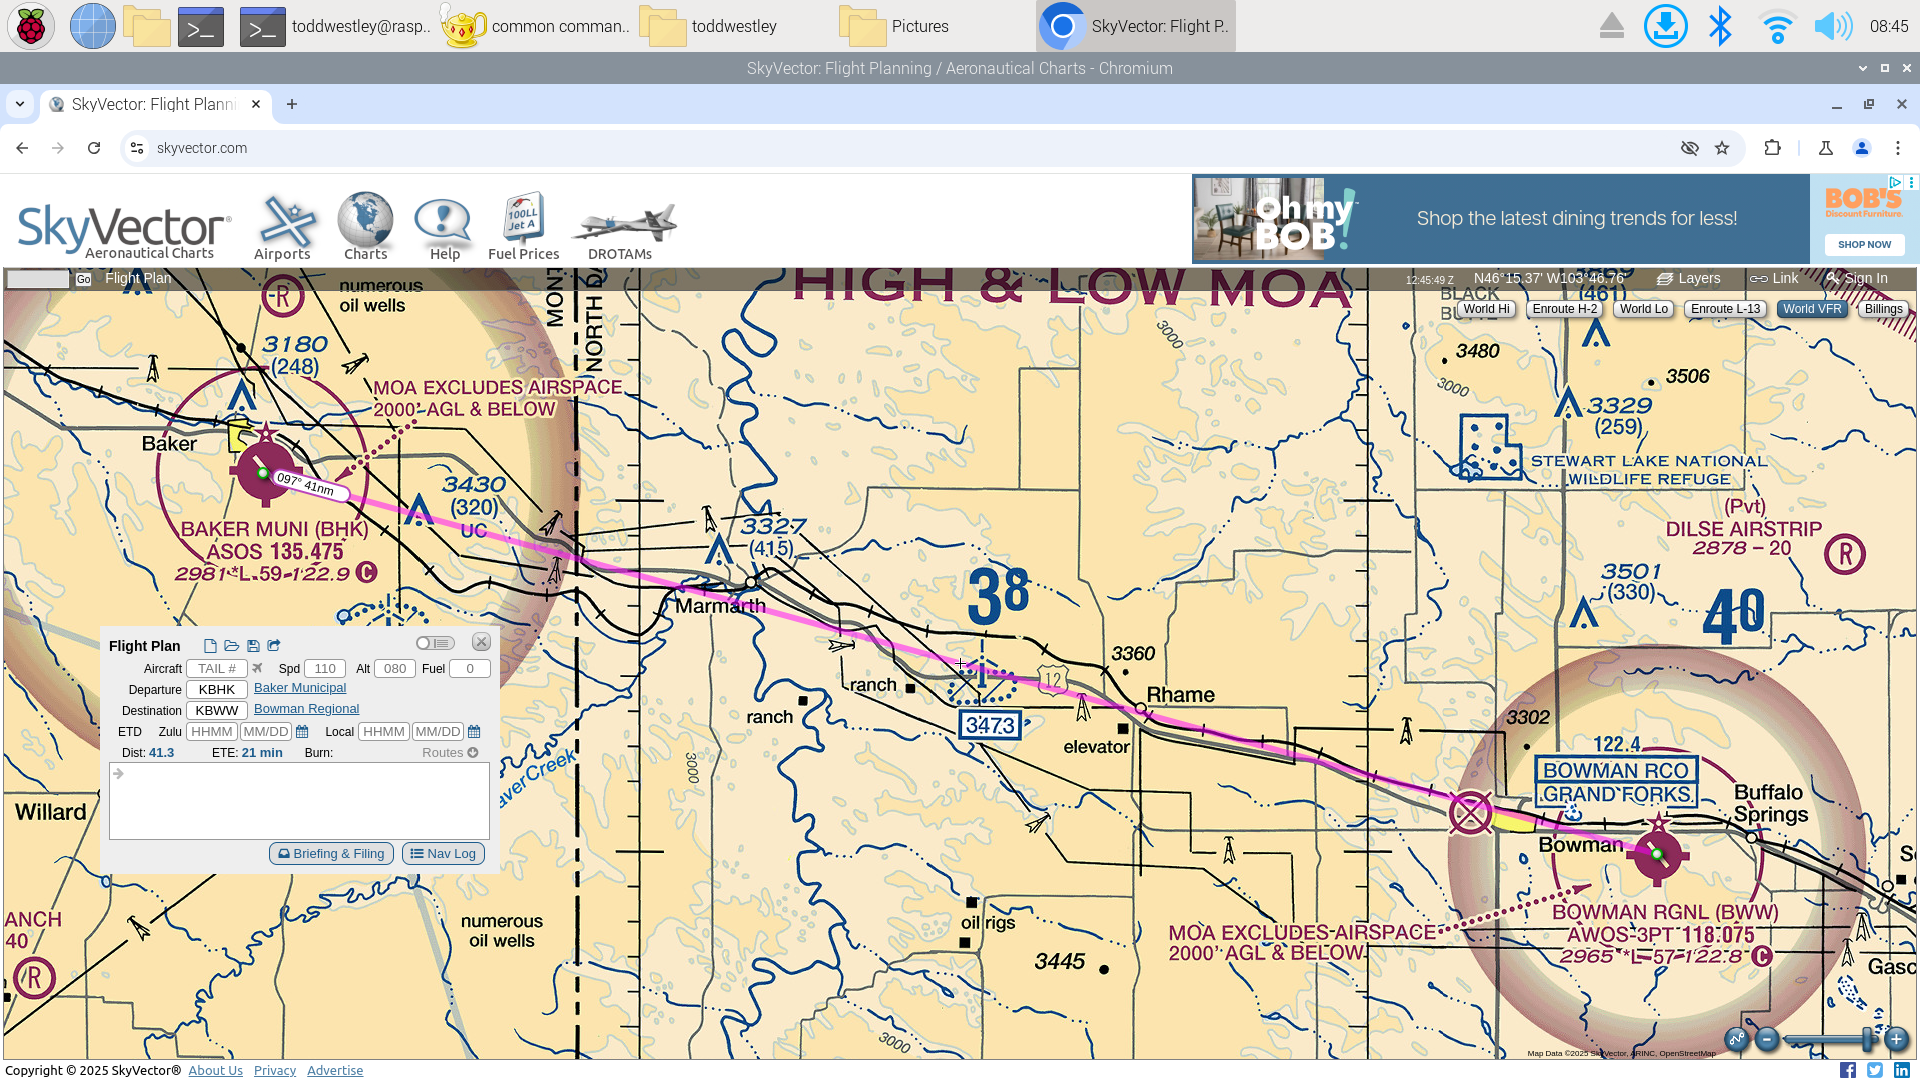 toddwestley@rasp..
common comman..
toddwestley
Pictures
SkyVector: Flight P..
08:45
SkyVector: Flight Planning / Aeronautical Charts - Chromium
SkyVector: Flight Planni
skyvector.com
SkyVector®
Aeronautical Charts
Airports
Charts
Help
100LL
Jet A
Fuel Prices
DROTAMs
Oh my
BOB!
Shop the latest dining trends for less!
BOB'S
Discount Furniture.
SHOP NOW
Go
Flight Plan
12:45:49 Z
N46°15.37' W103°46.76'
Layers
Link
Sign In
World Hi
Enroute H-2
World Lo
Enroute L-13
World VFR
Billings
HIGH & LOW MOA
numerous
oil wells
R
MONT
NORTH DA
BLACK
(461)
3000
3480
3000
3506
3180
(248)
MOA EXCLUDES AIRSPACE
2000' AGL & BELOW
3329
(259)
Baker
STEWART LAKE NATIONAL
WILDLIFE REFUGE
097° 41nm
3430
(320)
UC
(Pvt)
DILSE AIRSTRIP
2878 - 20
R
BAKER MUNI (BHK)
ASOS 135.475
2981 *L 59 122.9 C
3327
(415)
Marmarth
38
3501
(330)
40
3360
ranch
12
Rhame
ranch
3473
elevator
3302
122.4
BOWMAN RCO
GRAND FORKS
Buffalo
Springs
Bowman
3000
averCreek
Willard
Flight Plan
Aircraft TAIL # Spd 110 Alt 080 Fuel 0
Departure KBHK Baker Municipal
Destination KBWW Bowman Regional
ETD Zulu HHMM MM/DD Local HHMM MM/DD
Dist: 41.3 ETE: 21 min Burn: Routes
Briefing & Filing
Nav Log
ANCH
40
R
numerous
oil wells
oil rigs
3445
MOA EXCLUDES AIRSPACE
2000' AGL & BELOW
BOWMAN RGNL (BWW)
AWOS-3PT 118.075
2965 *L 57 122.8 C
Gasc
3000
Map Data ©2025 SkyVector, ARINC, OpenStreetMap
Copyright © 2025 SkyVector® About Us Privacy Advertise